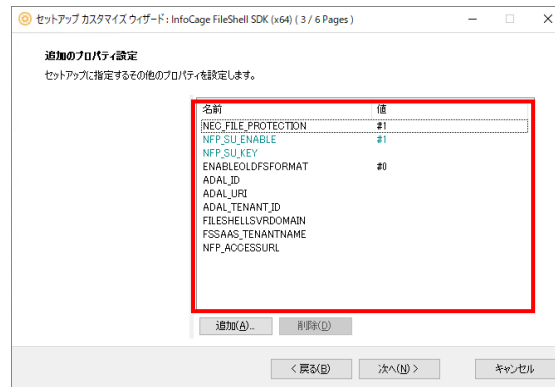 セットアップ カスタマイズ ウィザード : InfoCage FileShell SDK (x64) ( 3 / 6 Pages )
追加のプロパティ設定
セットアップに指定するその他のプロパティを設定します。
名前 値
NEC_FILE_PROTECTION #1
NFP_SU_ENABLE #1
NFP_SU_KEY
ENABLEOLDFSFORMAT #0
ADAL_ID
ADAL_URI
ADAL_TENANT_ID
FILESHELLSVRDOMAIN
FSSAAS_TENANTNAME
NFP_ACCESSURL
追加(A)... 削除(D)
< 戻る(B) 次へ(N) > キャンセル